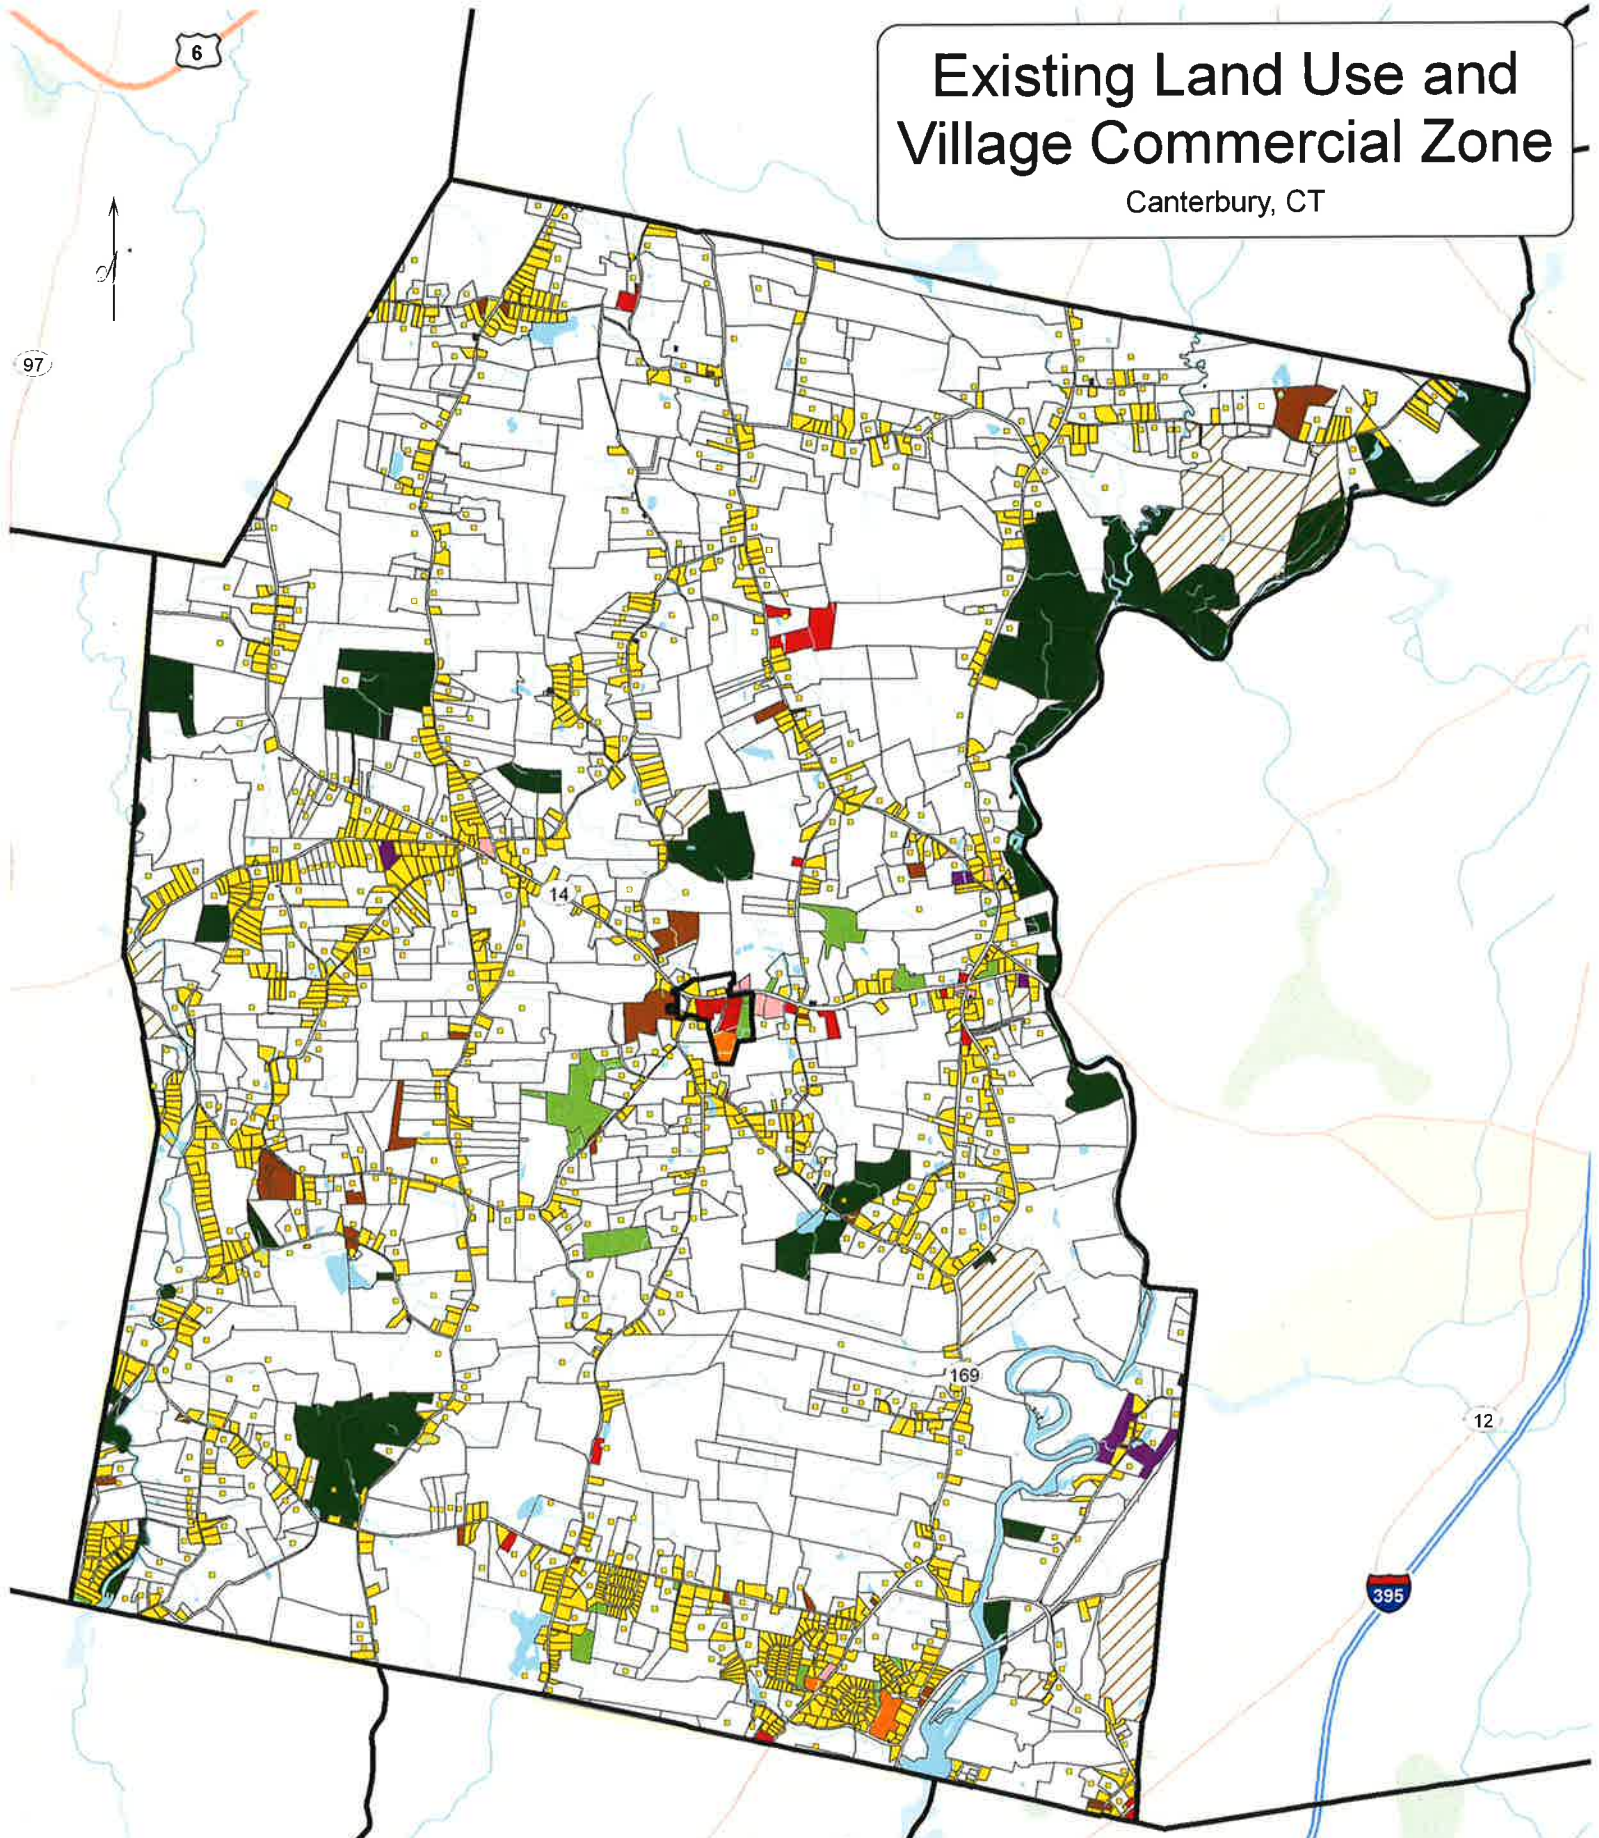 Existing Land Use and
Village Commercial Zone
Canterbury, CT
6
97
14
169
12
395